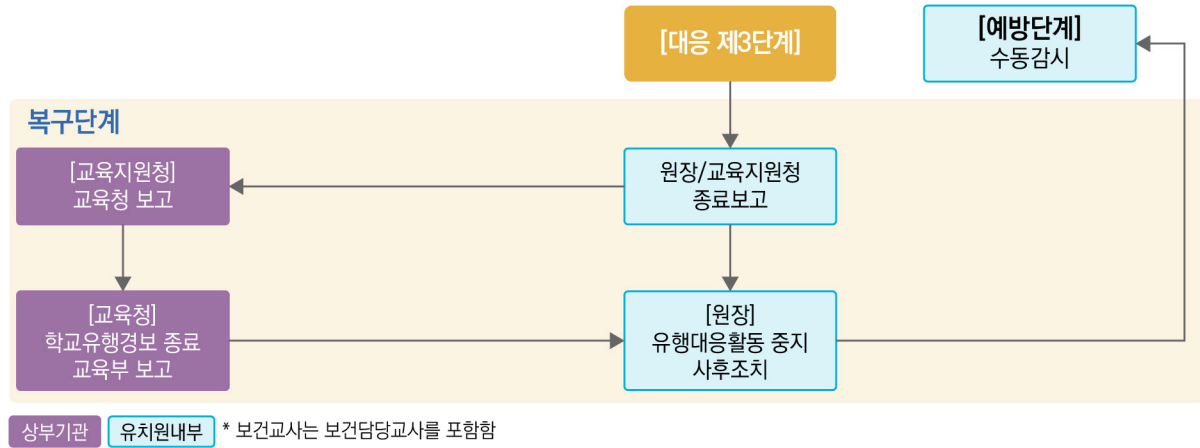 [대응 제3단계]
[예방단계]
수동감시
복구단계
[교육지원청]
교육청 보고
원장/교육지원청
종료보고
[교육청]
학교유행경보 종료
교육부 보고
[원장]
유행대응활동 중지
사후조치
상부기관
유치원내부
* 보건교사는 보건담당교사를 포함함